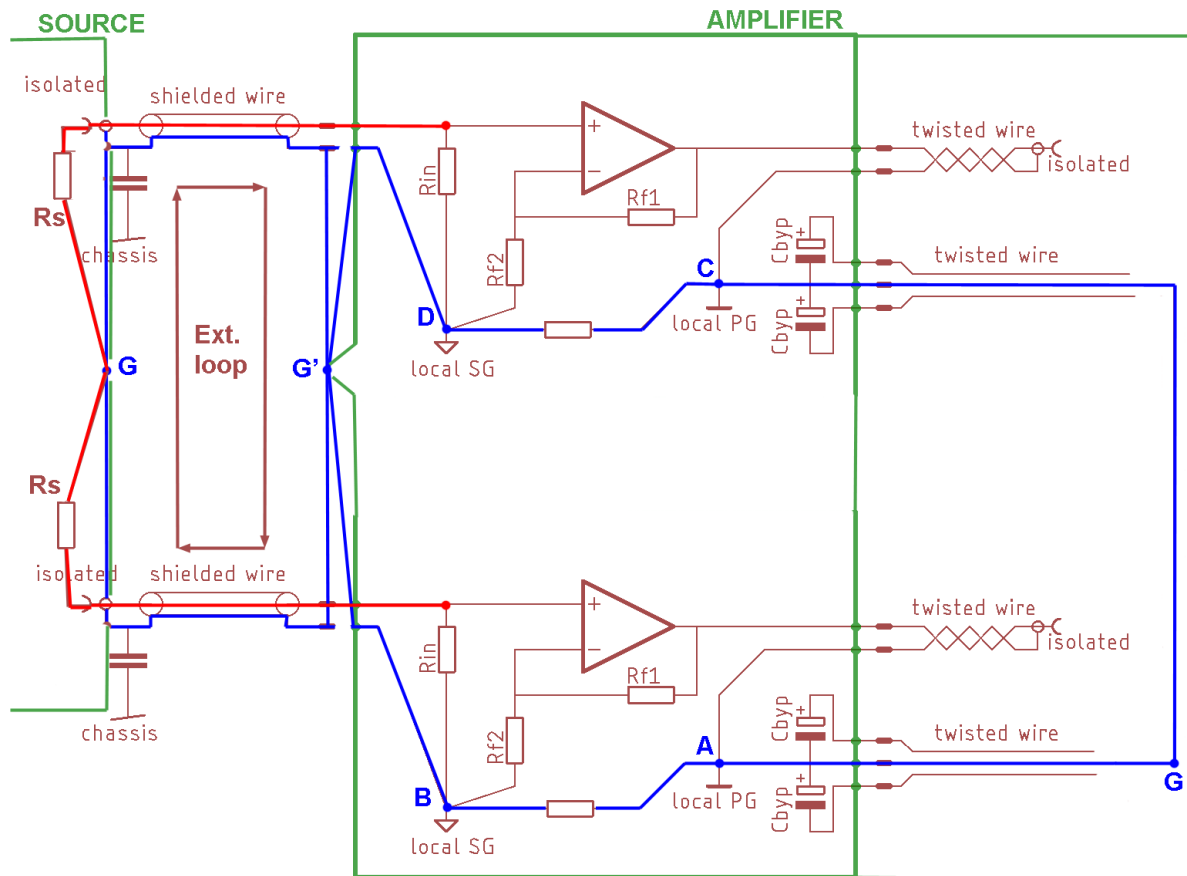 SOURCE
AMPLIFIER
isolated
shielded wire
twisted wire
+
−
isolated
Rin
Rf1
Rs
Rf2
chassis
Cbyp
+
C
twisted wire
Ext.
loop
D
local PG
Cbyp
+
local SG
G
G'
Rs
isolated
shielded wire
twisted wire
+
−
isolated
Rin
Rf1
Rf2
chassis
Cbyp
+
A
twisted wire
G
B
local PG
Cbyp
+
local SG